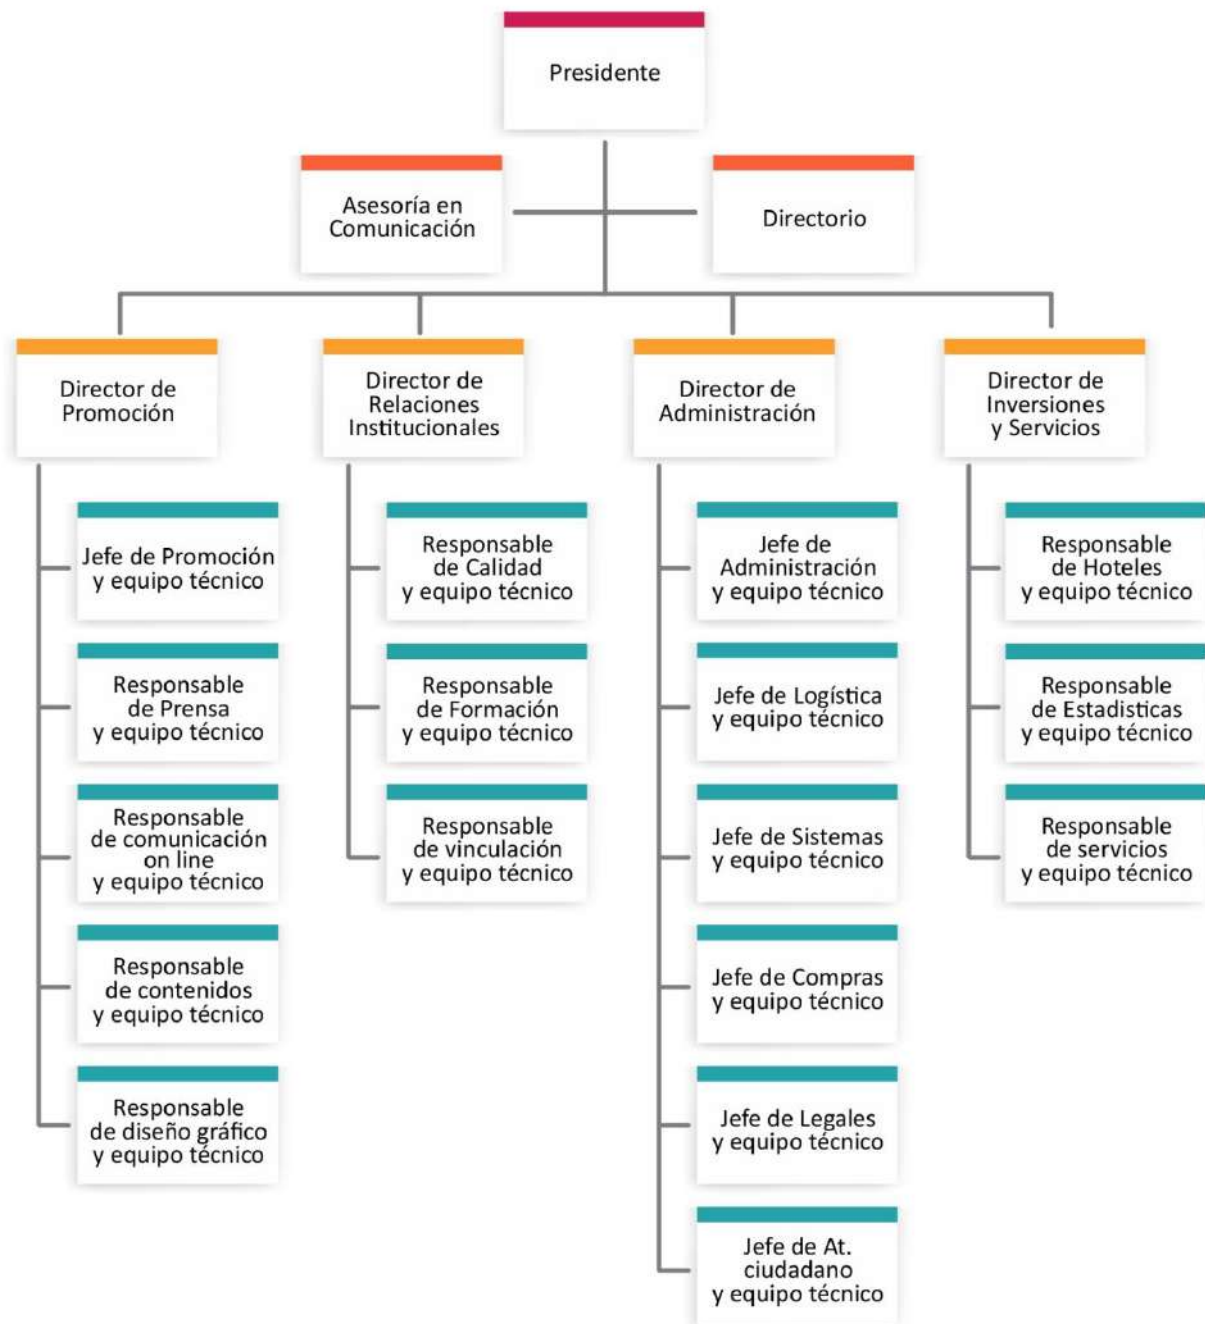 Presidente
Asesoría en
Comunicación
Directorio
Director de
Promoción
Director de
Relaciones
Institucionales
Director de
Administración
Director de
Inversiones
y Servicios
Jefe de Promoción
y equipo técnico
Responsable
de Prensa
y equipo técnico
Responsable
de comunicación
on line
y equipo técnico
Responsable
de contenidos
y equipo técnico
Responsable
de diseño gráfico
y equipo técnico
Responsable
de Calidad
y equipo técnico
Responsable
de Formación
y equipo técnico
Responsable
de vinculación
y equipo técnico
Jefe de
Administración
y equipo técnico
Jefe de Logística
y equipo técnico
Jefe de Sistemas
y equipo técnico
Jefe de Compras
y equipo técnico
Jefe de Legales
y equipo técnico
Jefe de At.
ciudadano
y equipo técnico
Responsable
de Hoteles
y equipo técnico
Responsable
de Estadisticas
y equipo técnico
Responsable
de servicios
y equipo técnico